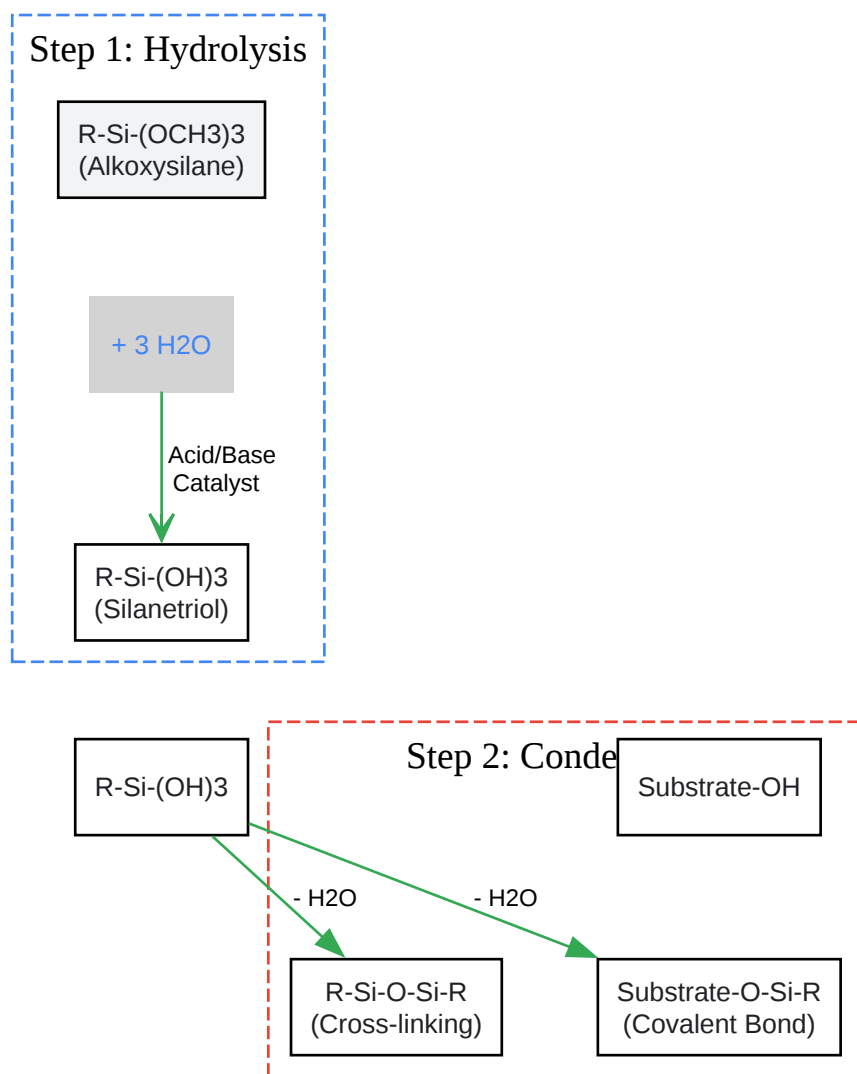 Step 1: Hydrolysis
R-Si-(OCH3)3
(Alkoxysilane)
+ 3 H2O
Acid/Base
Catalyst
R-Si-(OH)3
(Silanetriol)
R-Si-(OH)3
Step 2: Conde
Substrate-OH
- H2O
- H2O
R-Si-O-Si-R
(Cross-linking)
Substrate-O-Si-R
(Covalent Bond)